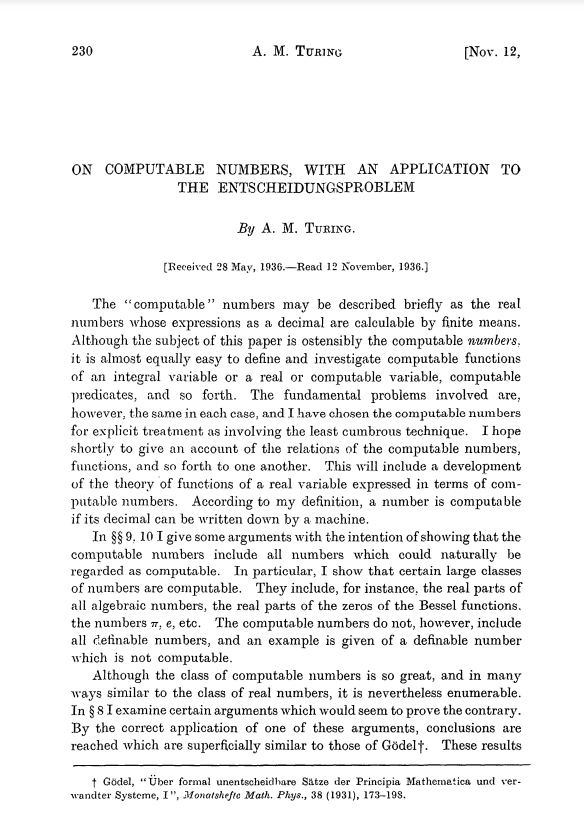 230 A. M. TURING [Nov. 12,
ON COMPUTABLE NUMBERS, WITH AN APPLICATION TO
THE ENTSCHEIDUNGSPROBLEM
By A. M. TURING.
[Received 28 May, 1936.—Read 12 November, 1936.]
The "computable" numbers may be described briefly as the real
numbers whose expressions as a decimal are calculable by finite means.
Although the subject of this paper is ostensibly the computable numbers,
it is almost equally easy to define and investigate computable functions
of an integral variable or a real or computable variable, computable
predicates, and so forth. The fundamental problems involved are,
however, the same in each case, and I have chosen the computable numbers
for explicit treatment as involving the least cumbrous technique. I hope
shortly to give an account of the relations of the computable numbers,
functions, and so forth to one another. This will include a development
of the theory of functions of a real variable expressed in terms of com-
putable numbers. According to my definition, a number is computable
if its decimal can be written down by a machine.
In §§ 9, 10 I give some arguments with the intention of showing that the
computable numbers include all numbers which could naturally be
regarded as computable. In particular, I show that certain large classes
of numbers are computable. They include, for instance, the real parts of
all algebraic numbers, the real parts of the zeros of the Bessel functions,
the numbers π, e, etc. The computable numbers do not, however, include
all definable numbers, and an example is given of a definable number
which is not computable.
Although the class of computable numbers is so great, and in many
ways similar to the class of real numbers, it is nevertheless enumerable.
In § 8 I examine certain arguments which would seem to prove the contrary.
By the correct application of one of these arguments, conclusions are
reached which are superficially similar to those of Gödel†. These results
† Gödel, "Über formal unentscheidbare Sätze der Principia Mathematica und ver-
wandter Systeme, I", Monatshefte Math. Phys., 38 (1931), 173-198.